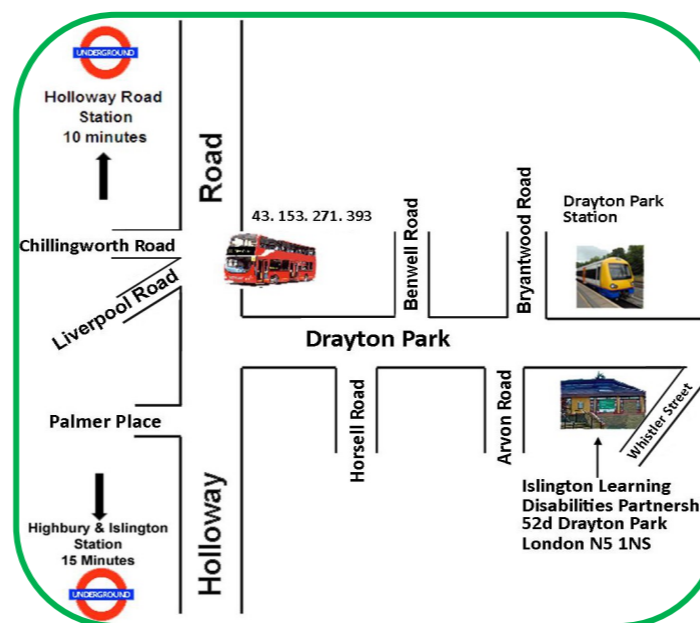 UNDERGROUND
Holloway Road
Station
10 minutes
Road
43. 153. 271. 393
Benwell Road
Bryantwood Road
Drayton Park
Station
Chillingworth Road
Liverpool Road
Drayton Park
Palmer Place
Horsell Road
Arvon Road
Whistler Street
Holloway
Islington Learning
Disabilities Partnersh
52d Drayton Park
London N5 1NS
Highbury & Islington
Station
15 Minutes
UNDERGROUND